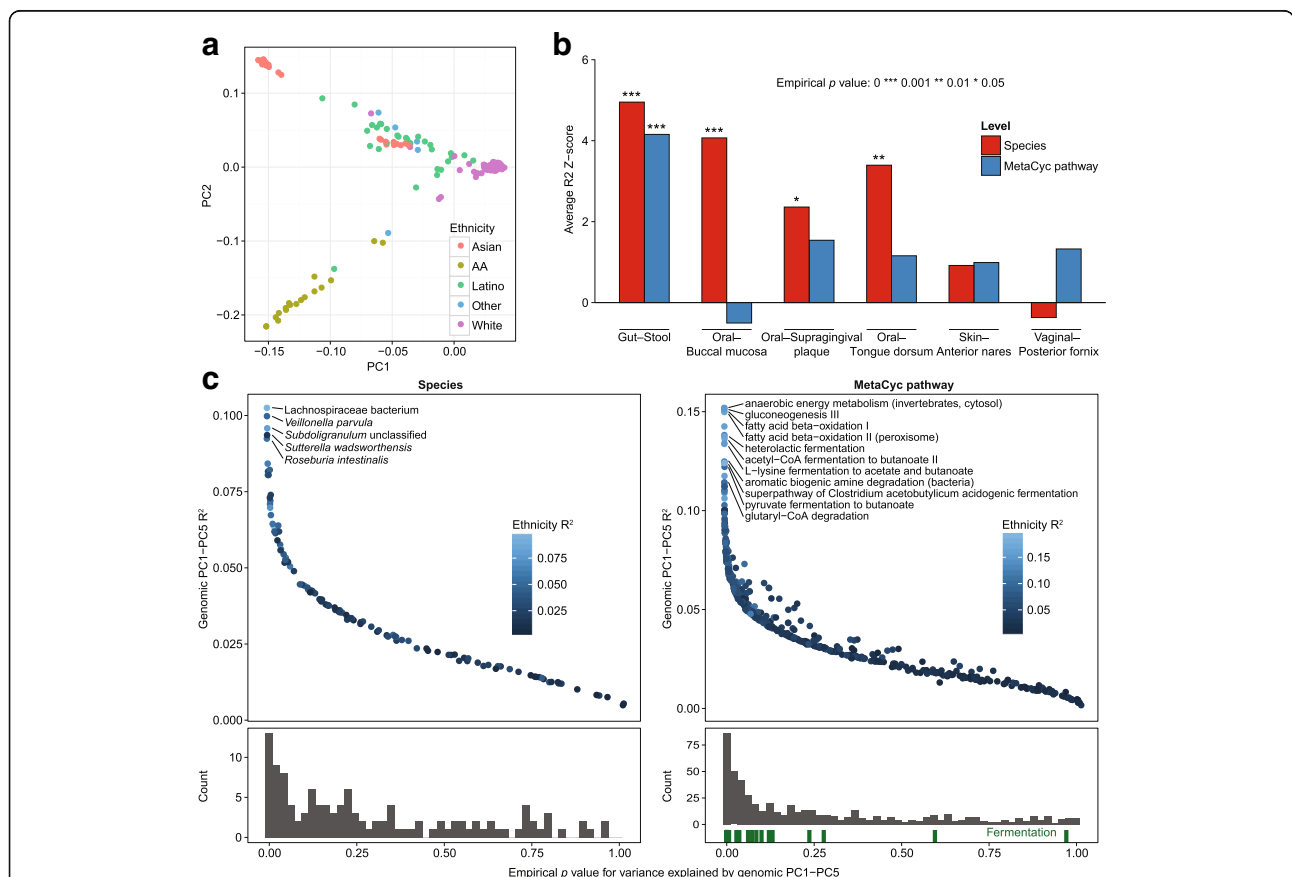 a
0.1
0.0
−0.1
−0.2
PC2
−0.15
−0.10
−0.05
0.00
PC1
Ethnicity
Asian
AA
Latino
Other
White
b
6
4
2
0
Average R2 Z−score
Empirical p value: 0 *** 0.001 ** 0.01 * 0.05
***
***
***
*
**
Level
Species
MetaCyc pathway
Gut–Stool
Oral–
Buccal mucosa
Oral–Supragingival
plaque
Oral–
Tongue dorsum
Skin–
Anterior nares
Vaginal–
Posterior fornix
c
Species
0.100
0.075
0.050
0.025
0.000
Genomic PC1−PC5 R²
Lachnospiraceae bacterium
Veillonella parvula
Subdoligranulum unclassified
Sutterella wadsworthensis
Roseburia intestinalis
Ethnicity R²
0.075
0.050
0.025
10
5
0
Count
0.00
0.25
0.50
0.75
1.00
MetaCyc pathway
0.15
0.10
0.05
0.00
Genomic PC1−PC5 R²
anaerobic energy metabolism (invertebrates, cytosol)
gluconeogenesis III
fatty acid beta−oxidation I
fatty acid beta−oxidation II (peroxisome)
heterolactic fermentation
acetyl−CoA fermentation to butanoate II
L−lysine fermentation to acetate and butanoate
aromatic biogenic amine degradation (bacteria)
superpathway of Clostridium acetobutylicum acidogenic fermentation
pyruvate fermentation to butanoate
glutaryl−CoA degradation
Ethnicity R²
0.15
0.10
0.05
75
50
25
0
Count
Fermentation
0.00
0.25
0.50
0.75
1.00
Empirical p value for variance explained by genomic PC1−PC5